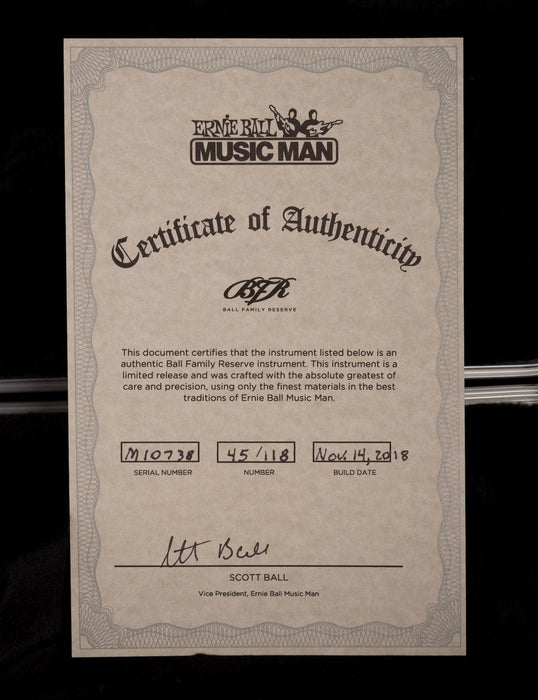 ERNIE BALL
MUSIC MAN
Certificate of Authenticity
BFR
BALL FAMILY RESERVE
This document certifies that the instrument listed below is an
authentic Ball Family Reserve instrument. This instrument is a
limited release and was crafted with the absolute greatest of
care and precision, using only the finest materials in the best
traditions of Ernie Ball Music Man.
M10738 45/118 Nov. 14, 2018
SERIAL NUMBER NUMBER BUILD DATE
Scott Ball
SCOTT BALL
Vice President, Ernie Ball Music Man